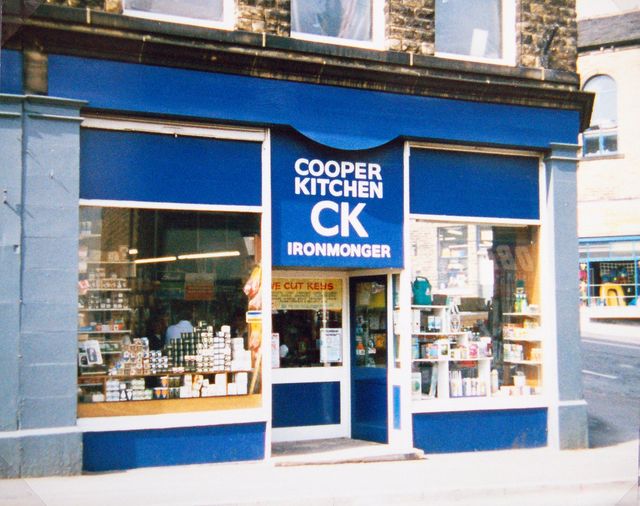 COOPER
KITCHEN
CK
IRONMONGER
WE CUT KEYS